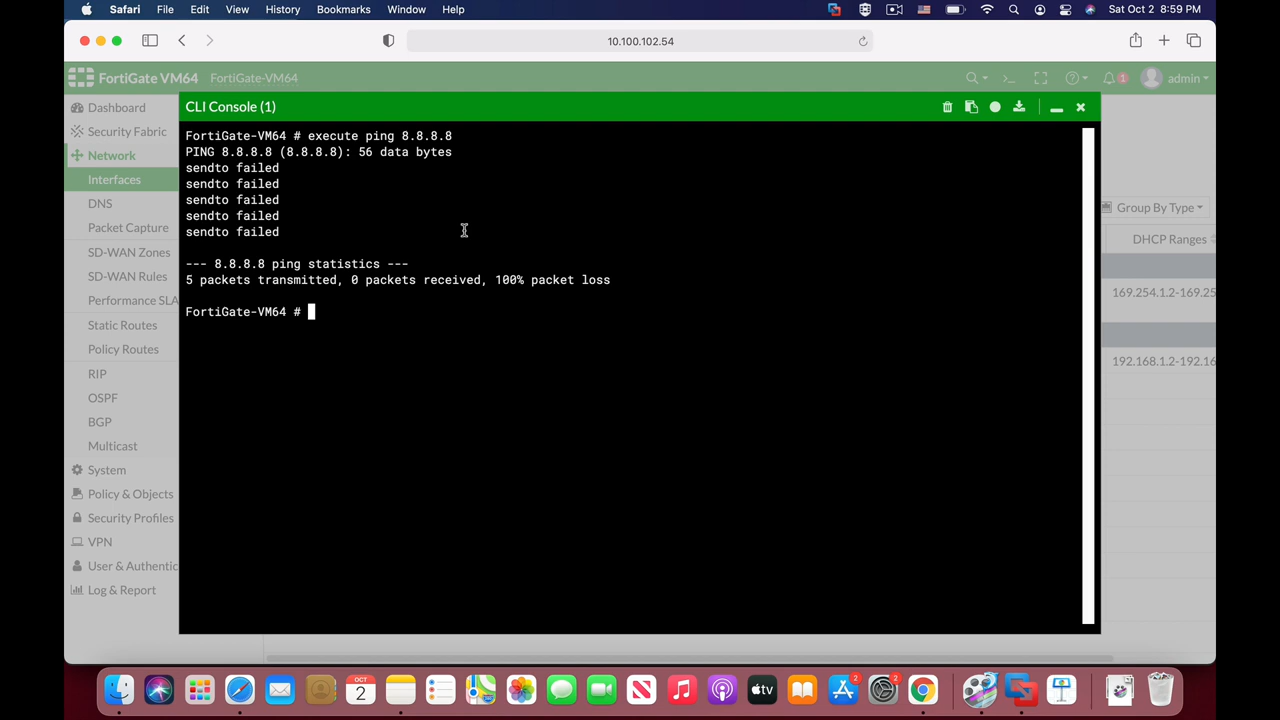 Safari File Edit View History Bookmarks Window Help Sat Oct 2 8:59 PM
10.100.102.54
FortiGate VM64 FortiGate-VM64 1 admin
Dashboard
Security Fabric
Network
Interfaces
DNS
Packet Capture
SD-WAN Zones
SD-WAN Rules
Performance SLA
Static Routes
Policy Routes
RIP
OSPF
BGP
Multicast
System
Policy & Objects
Security Profiles
VPN
User & Authentic
Log & Report
CLI Console (1)
FortiGate-VM64 # execute ping 8.8.8.8
PING 8.8.8.8 (8.8.8.8): 56 data bytes
sendto failed
sendto failed
sendto failed
sendto failed
sendto failed
--- 8.8.8.8 ping statistics ---
5 packets transmitted, 0 packets received, 100% packet loss
FortiGate-VM64 #
Group By Type
DHCP Ranges
169.254.1.2-169.25
192.168.1.2-192.16
OCT
2
tv
2
2